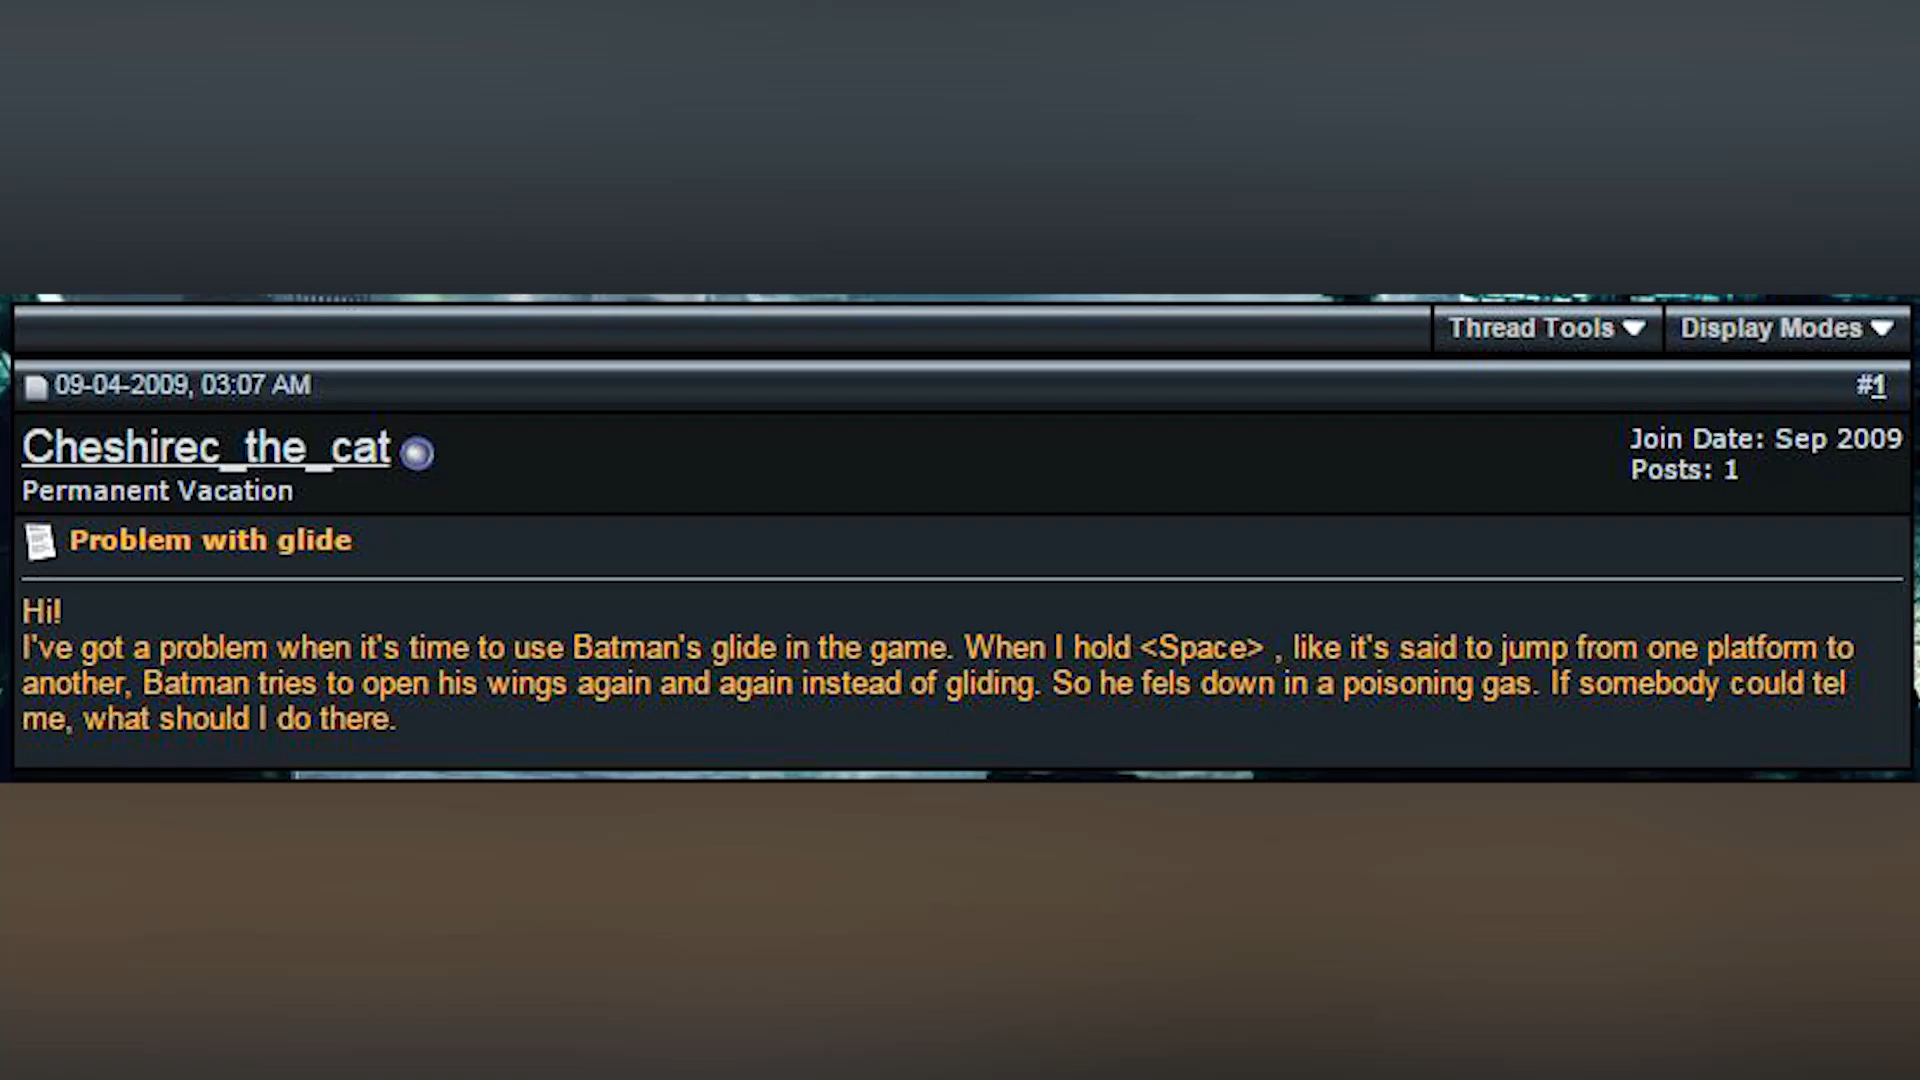 Thread Tools Display Modes
09-04-2009, 03:07 AM #1
Cheshirec_the_cat Join Date: Sep 2009
Posts: 1
Permanent Vacation
Problem with glide
Hi!
I've got a problem when it's time to use Batman's glide in the game. When I hold <Space> , like it's said to jump from one platform to
another, Batman tries to open his wings again and again instead of gliding. So he fels down in a poisoning gas. If somebody could tel
me, what should I do there.